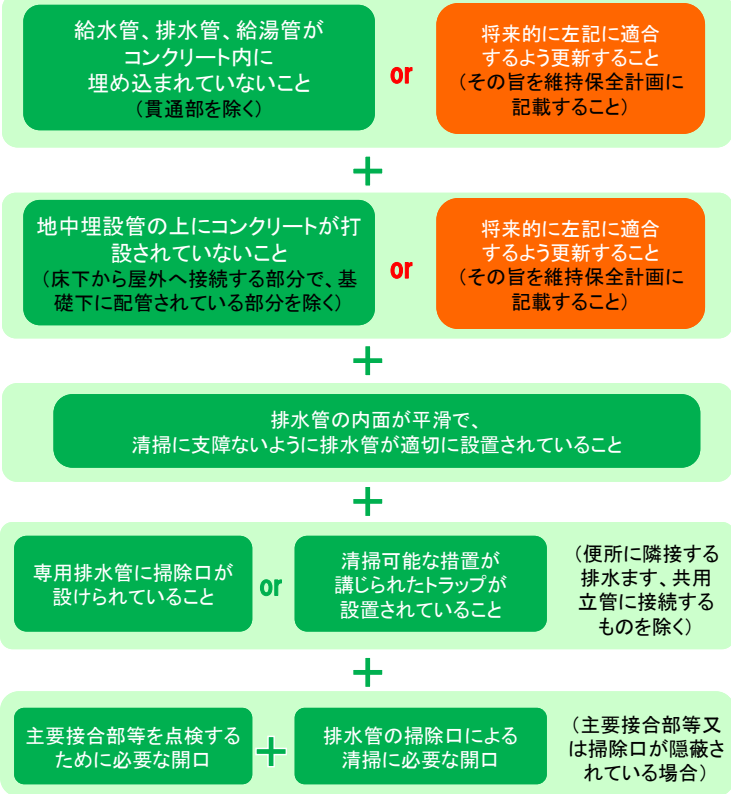 給水管、排水管、給湯管が
コンクリート内に
埋め込まれていないこと
（貫通部を除く）
or
将来的に左記に適合
するよう更新すること
（その旨を維持保全計画に
記載すること）
＋
地中埋設管の上にコンクリートが打
設されていないこと
（床下から屋外へ接続する部分で、基
礎下に配管されている部分を除く）
or
将来的に左記に適合
するよう更新すること
（その旨を維持保全計画に
記載すること）
＋
排水管の内面が平滑で、
清掃に支障ないように排水管が適切に設置されていること
＋
専用排水管に掃除口が
設けられていること
or
清掃可能な措置が
講じられたトラップが
設置されていること
（便所に隣接する
排水ます、共用
立管に接続する
ものを除く）
＋
主要接合部等を点検する
ために必要な開口
＋
排水管の掃除口による
清掃に必要な開口
（主要接合部等又
は掃除口が隠蔽さ
れている場合）